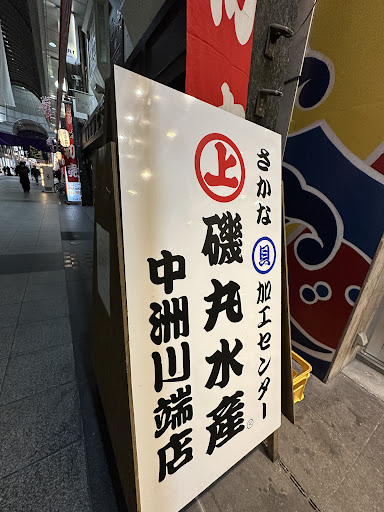 さかな 貝 加工センター
上 磯丸水産
中洲川端店